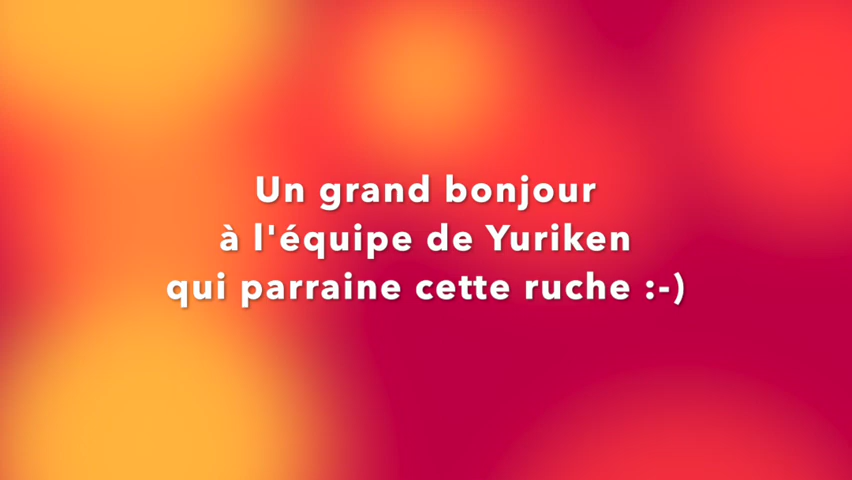 Un grand bonjour
à l'équipe de Yuriken
qui parraine cette ruche :-)